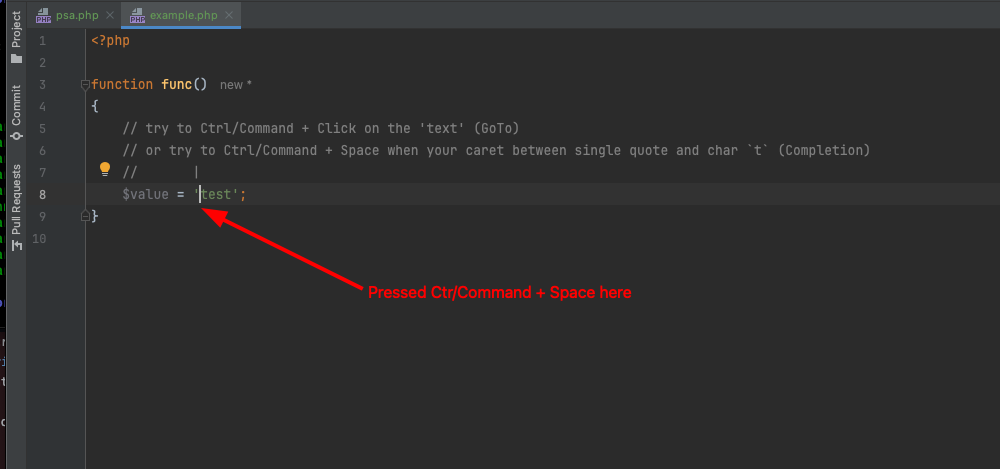 psa.php
example.php
Project
Commit
Pull Requests
1 <?php
2
3 function func() new *
4 {
5 // try to Ctrl/Command + Click on the 'text' (GoTo)
6 // or try to Ctrl/Command + Space when your caret between single quote and char `t` (Completion)
7 // |
8 $value = 'test';
9 }
10
Pressed Ctr/Command + Space here